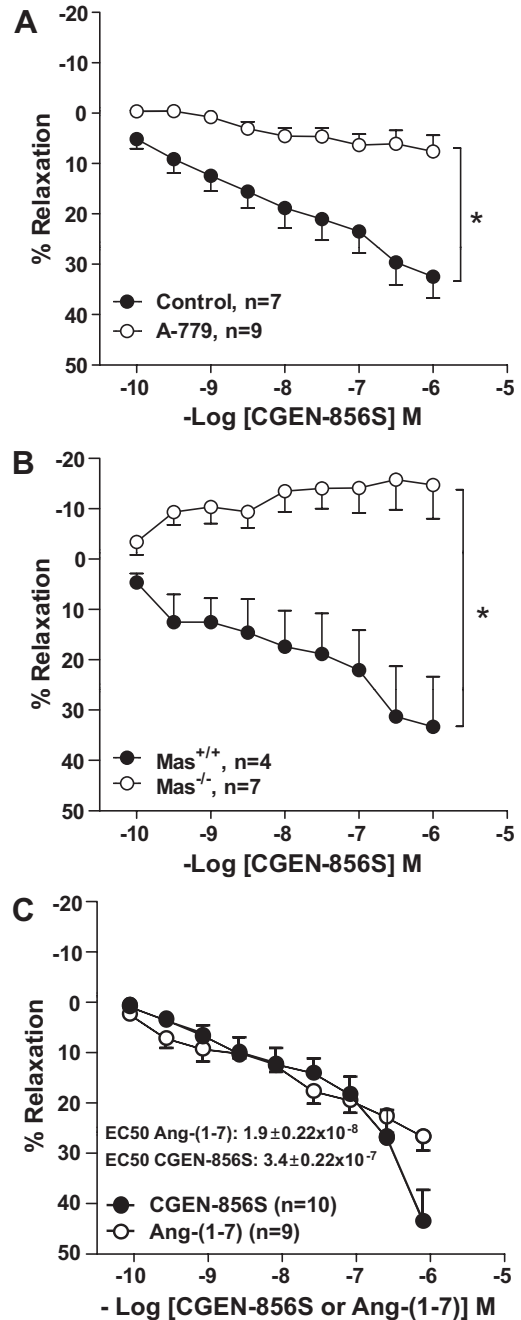 A
-20
-10
0
10
20
30
40
50
% Relaxation
*
Control, n=7
A-779, n=9
-10 -9 -8 -7 -6 -5
-Log [CGEN-856S] M
B
-20
-10
0
10
20
30
40
50
% Relaxation
*
Mas+/+, n=4
Mas-/-, n=7
-10 -9 -8 -7 -6 -5
-Log [CGEN-856S] M
C
-20
-10
0
10
20
30
40
50
% Relaxation
EC50 Ang-(1-7): 1.9±0.22x10-8
EC50 CGEN-856S: 3.4±0.22x10-7
CGEN-856S (n=10)
Ang-(1-7) (n=9)
-10 -9 -8 -7 -6 -5
- Log [CGEN-856S or Ang-(1-7)] M